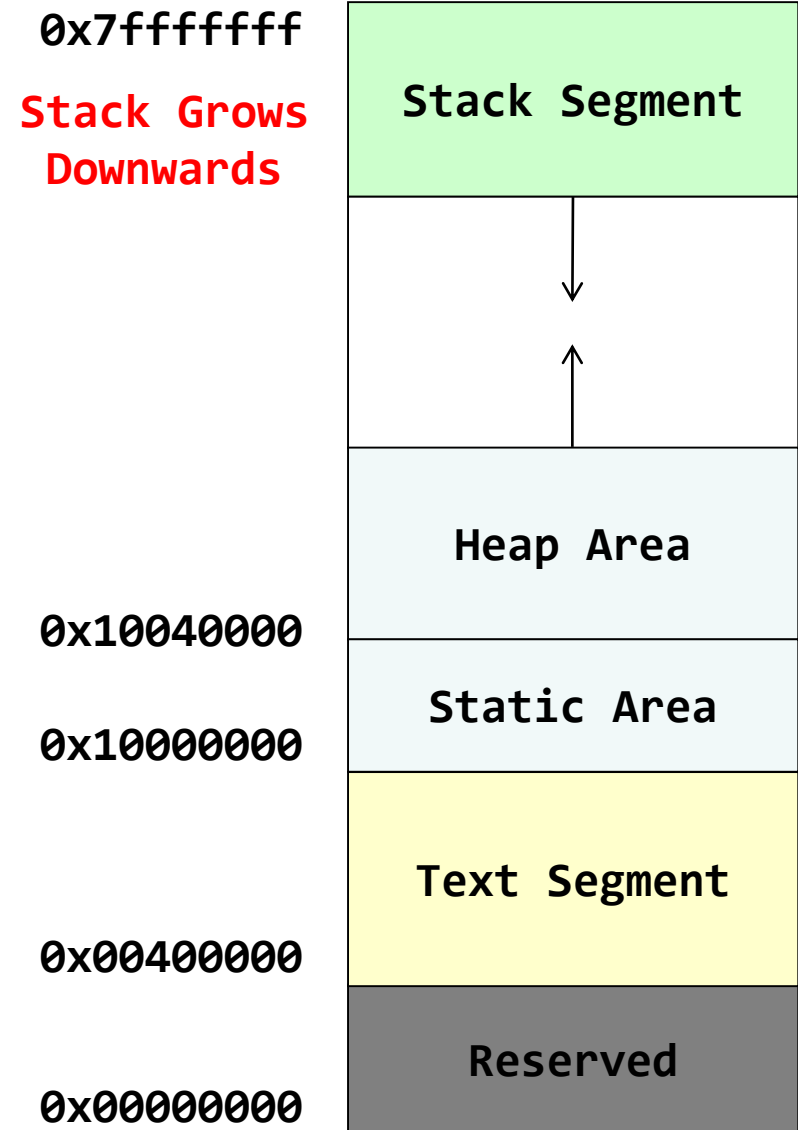 0x7fffffff
Stack Segment
Stack Grows
Downwards
Heap Area
0x10040000
Static Area
0x10000000
Text Segment
0x00400000
Reserved
0x00000000